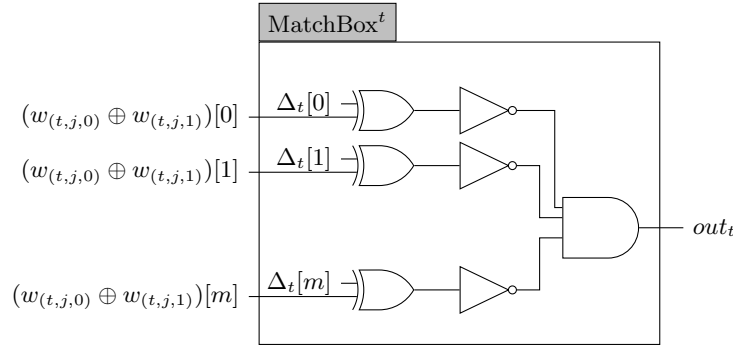 MatchBox^t
(w_(t,j,0) ⊕ w_(t,j,1))[0] Δ_t[0]
(w_(t,j,0) ⊕ w_(t,j,1))[1] Δ_t[1]
out_t
(w_(t,j,0) ⊕ w_(t,j,1))[m] Δ_t[m]